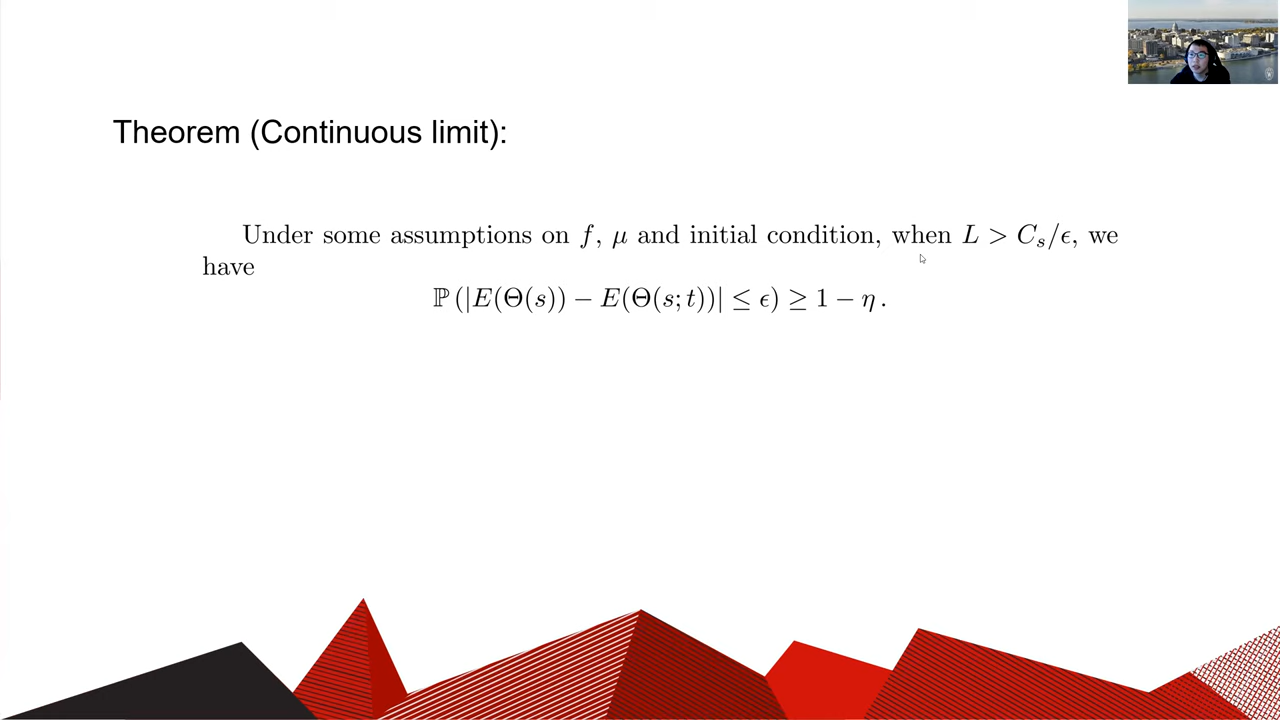 Theorem (Continuous limit):
Under some assumptions on f, μ and initial condition, when L > C_s/ϵ, we
have
ℙ (|E(Θ(s)) − E(Θ(s; t))| ≤ ϵ) ≥ 1 − η .